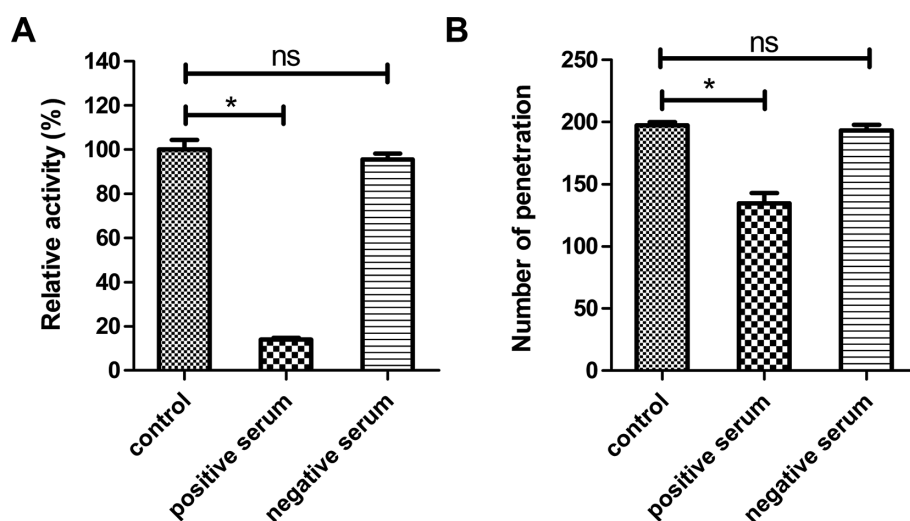 A
Relative activity (%)
140
120
100
80
60
40
20
0
ns
*
control
positive serum
negative serum
B
Number of penetration
250
200
150
100
50
0
ns
*
control
positive serum
negative serum